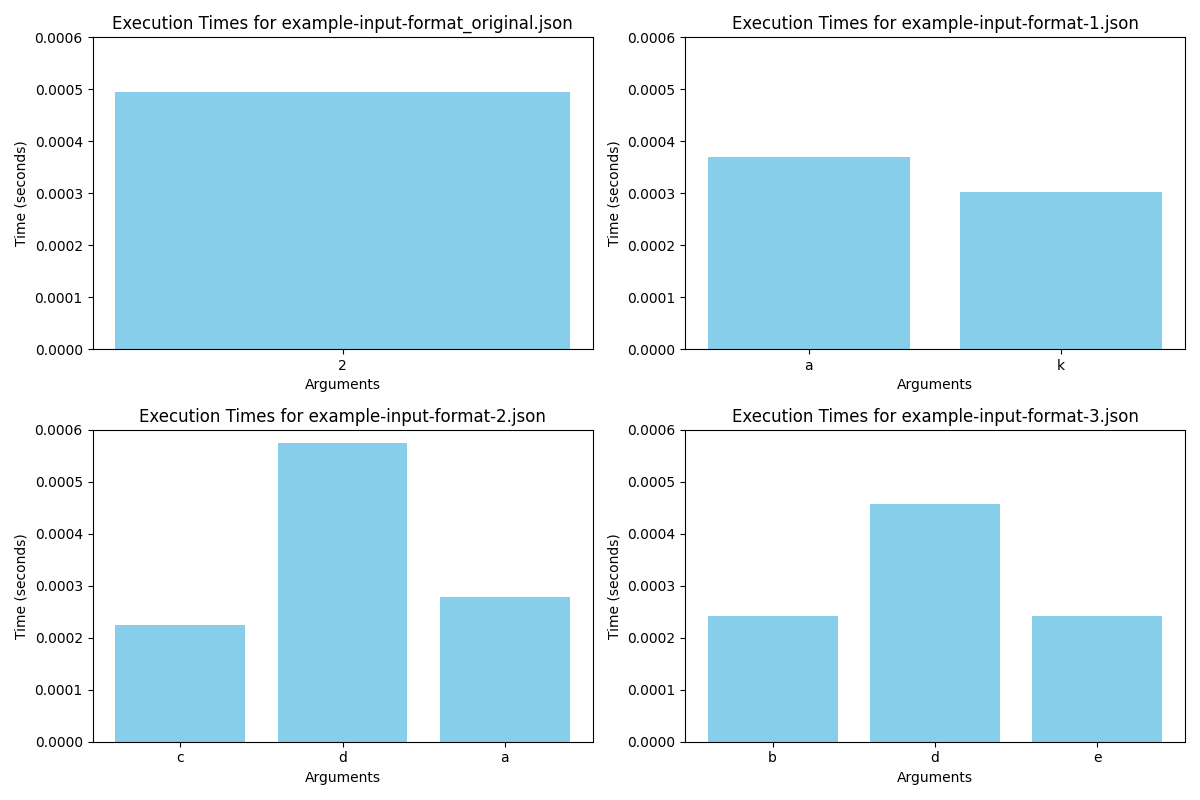 Execution Times for example-input-format_original.json
0.0006
0.0005
0.0004
0.0003
0.0002
0.0001
0.0000
Time (seconds)
2
Arguments
Execution Times for example-input-format-1.json
0.0006
0.0005
0.0004
0.0003
0.0002
0.0001
0.0000
Time (seconds)
a k
Arguments
Execution Times for example-input-format-2.json
0.0006
0.0005
0.0004
0.0003
0.0002
0.0001
0.0000
Time (seconds)
c d a
Arguments
Execution Times for example-input-format-3.json
0.0006
0.0005
0.0004
0.0003
0.0002
0.0001
0.0000
Time (seconds)
b d e
Arguments